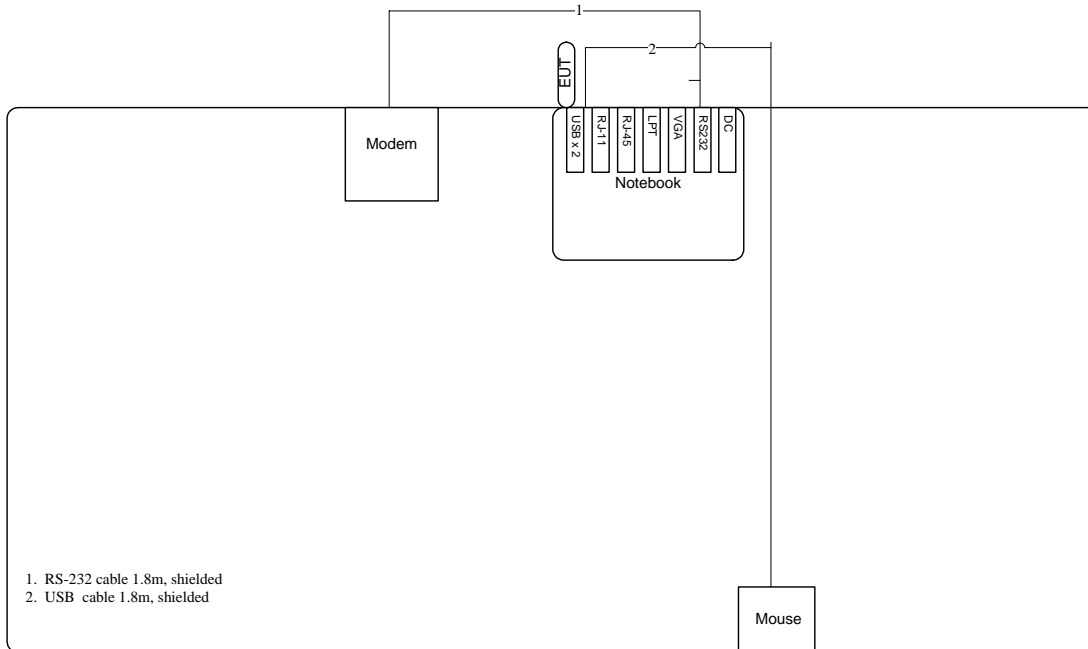 1
2
EUT
Modem
USB x 2
RJ-11
RJ-45
LPT
VGA
RS232
DC
Notebook
1. RS-232 cable 1.8m, shielded
2. USB cable 1.8m, shielded
Mouse